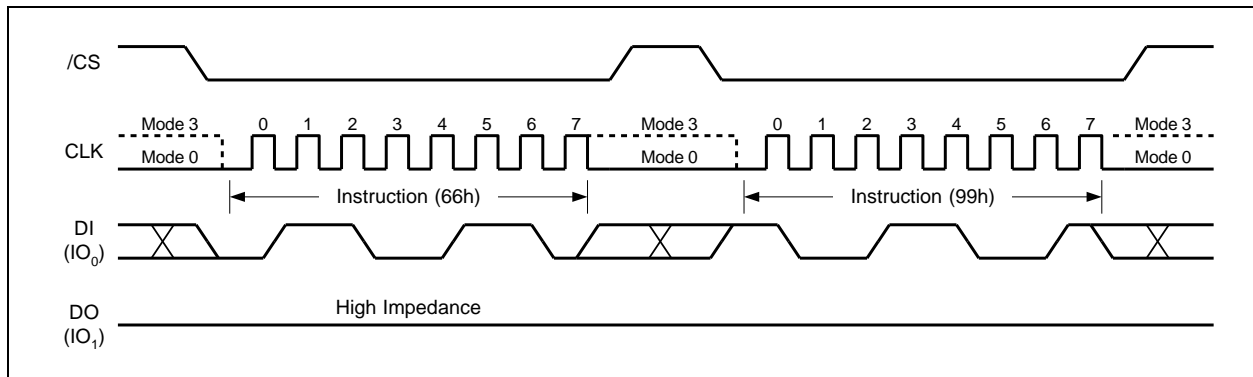 /CS
Mode 3 0 1 2 3 4 5 6 7 Mode 3 0 1 2 3 4 5 6 7 Mode 3
CLK
Mode 0 Mode 0 Mode 0
Instruction (66h) Instruction (99h)
DI
(IO0)
High Impedance
DO
(IO1)